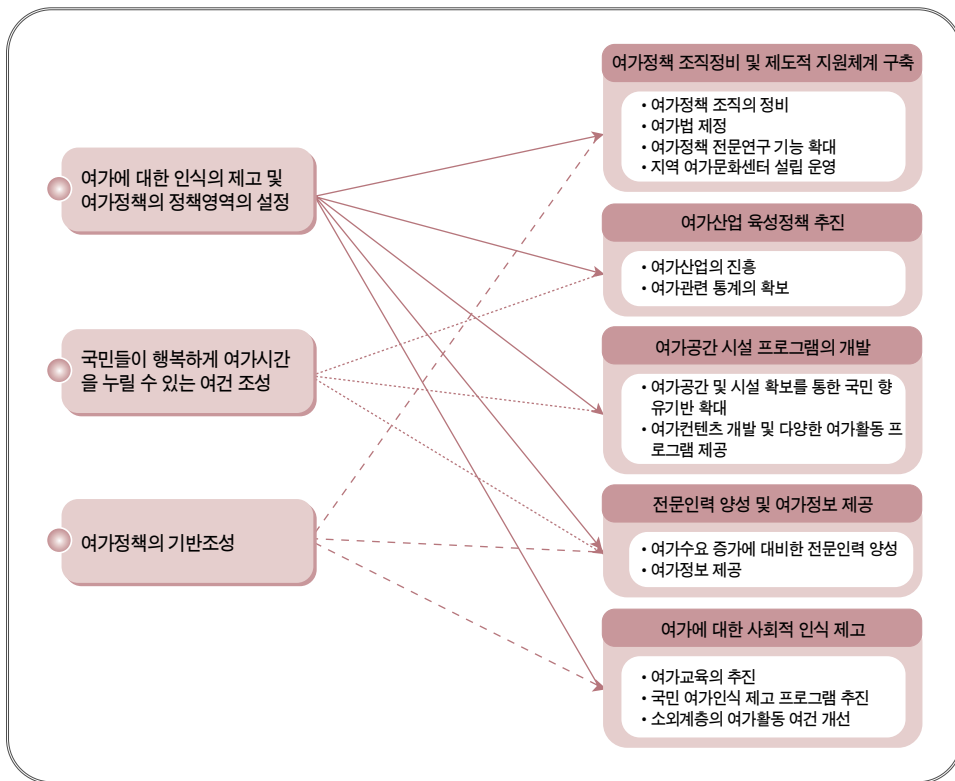 여가에 대한 인식의 제고 및
여가정책의 정책영역의 설정
국민들이 행복하게 여가시간
을 누릴 수 있는 여건 조성
여가정책의 기반조성
여가정책 조직정비 및 제도적 지원체계 구축
• 여가정책 조직의 정비
• 여가법 제정
• 여가정책 전문연구 기능 확대
• 지역 여가문화센터 설립 운영
여가산업 육성정책 추진
• 여가산업의 진흥
• 여가관련 통계의 확보
여가공간 시설 프로그램의 개발
• 여가공간 및 시설 확보를 통한 국민 향
유기반 확대
• 여가컨텐츠 개발 및 다양한 여가활동 프
로그램 제공
전문인력 양성 및 여가정보 제공
• 여가수요 증가에 대비한 전문인력 양성
• 여가정보 제공
여가에 대한 사회적 인식 제고
• 여가교육의 추진
• 국민 여가인식 제고 프로그램 추진
• 소외계층의 여가활동 여건 개선